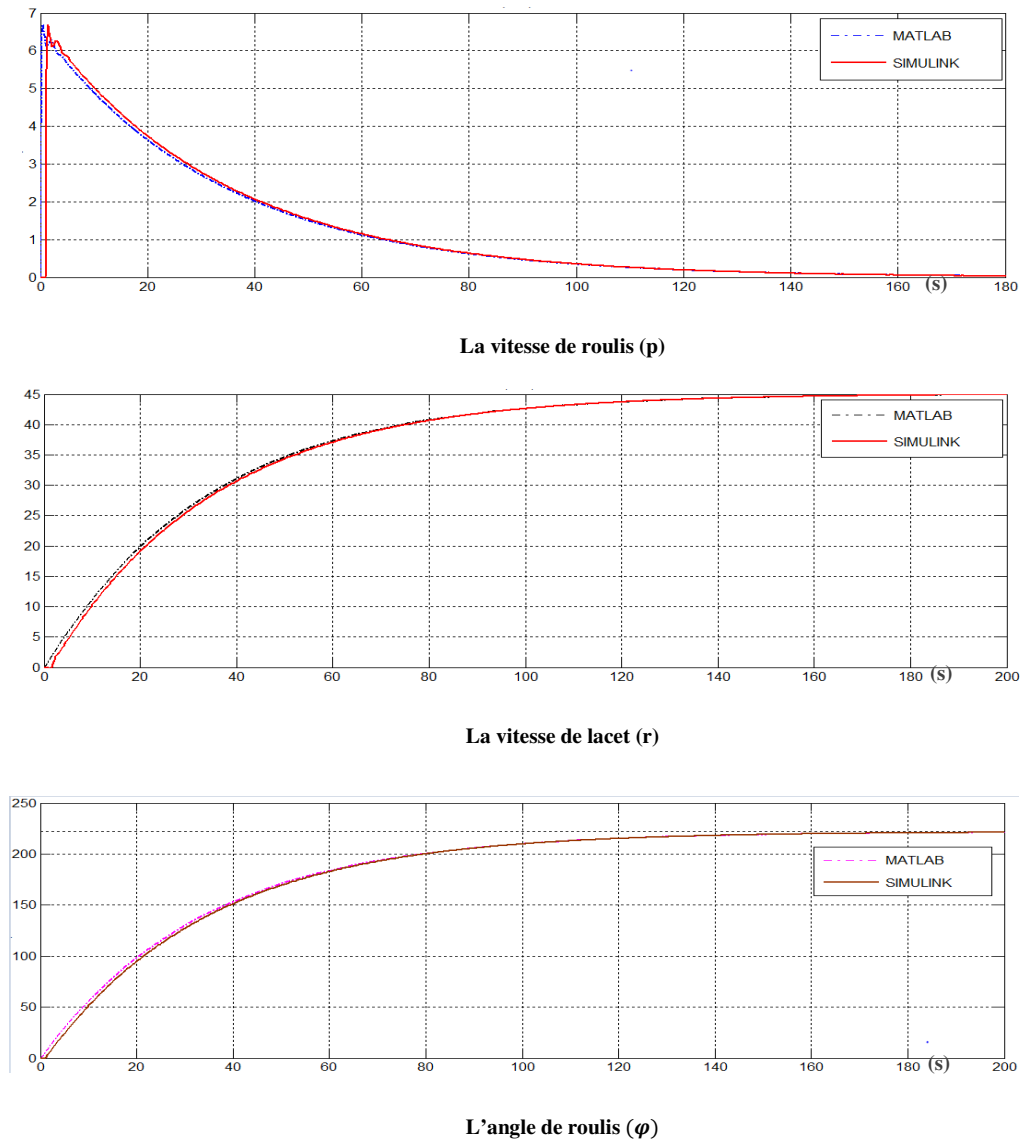 7
6
5
4
3
2
1
0
MATLAB
SIMULINK
0 20 40 60 80 100 120 140 160 (s) 180
La vitesse de roulis (p)
45
40
35
30
25
20
15
10
5
0
MATLAB
SIMULINK
0 20 40 60 80 100 120 140 160 180 (s) 200
La vitesse de lacet (r)
250
200
150
100
50
0
MATLAB
SIMULINK
0 20 40 60 80 100 120 140 160 180 (s) 200
L’angle de roulis (φ)